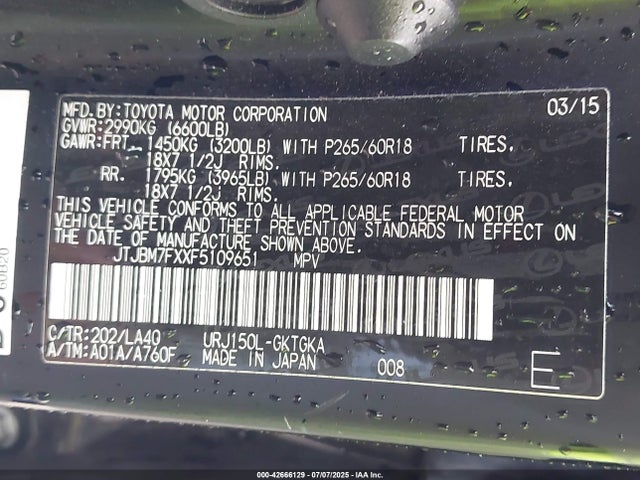 MFD.BY:TOYOTA MOTOR CORPORATION 03/15
GVWR:2990KG (6600LB)
GAWR:FRT 1450KG (3200LB) WITH P265/60R18 TIRES,
18X7 1/2J RIMS.
RR. 1795KG (3965LB) WITH P265/60R18 TIRES,
18X7 1/2J RIMS.
THIS VEHICLE CONFORMS TO ALL APPLICABLE FEDERAL MOTOR
VEHICLE SAFETY AND THEFT PREVENTION STANDARDS IN EFFECT ON
THE DATE OF MANUFACTURE SHOWN ABOVE.
JTJBM7FXXF5109651 MPV
C/TR:202/LA40 URJ150L-GKTGKA
A/TM:A01A/A760F MADE IN JAPAN 008 E
60B20
000-42666129 - 07/07/2025 - IAA Inc.